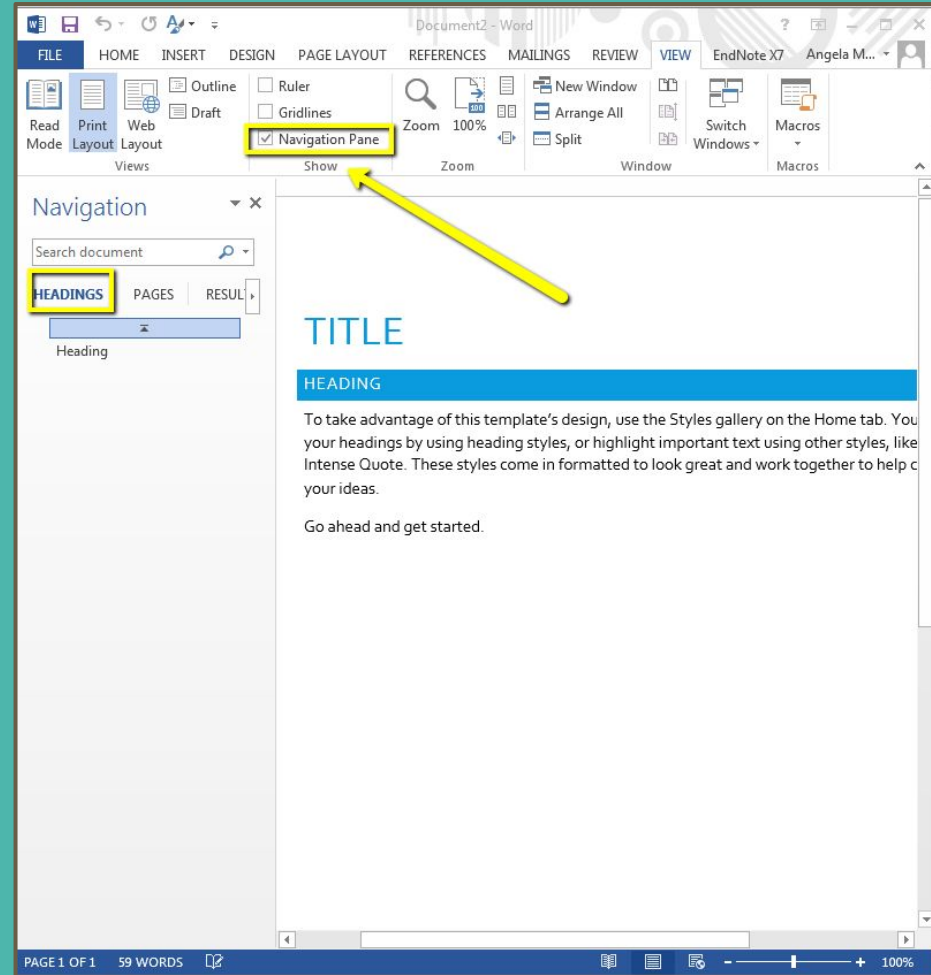 Document2 - Word
FILE HOME INSERT DESIGN PAGE LAYOUT REFERENCES MAILINGS REVIEW VIEW EndNote X7 Angela M...
Read Mode
Print Layout
Web Layout
Outline
Draft
Views
Ruler
Gridlines
Navigation Pane
Show
Zoom
100
100%
Zoom
New Window
Arrange All
Split
Switch Windows
Window
Macros
Macros
Navigation
Search document
HEADINGS PAGES RESUL
Heading
TITLE
HEADING
To take advantage of this template's design, use the Styles gallery on the Home tab. You
your headings by using heading styles, or highlight important text using other styles, like
Intense Quote. These styles come in formatted to look great and work together to help c
your ideas.
Go ahead and get started.
PAGE 1 OF 1 59 WORDS 100%